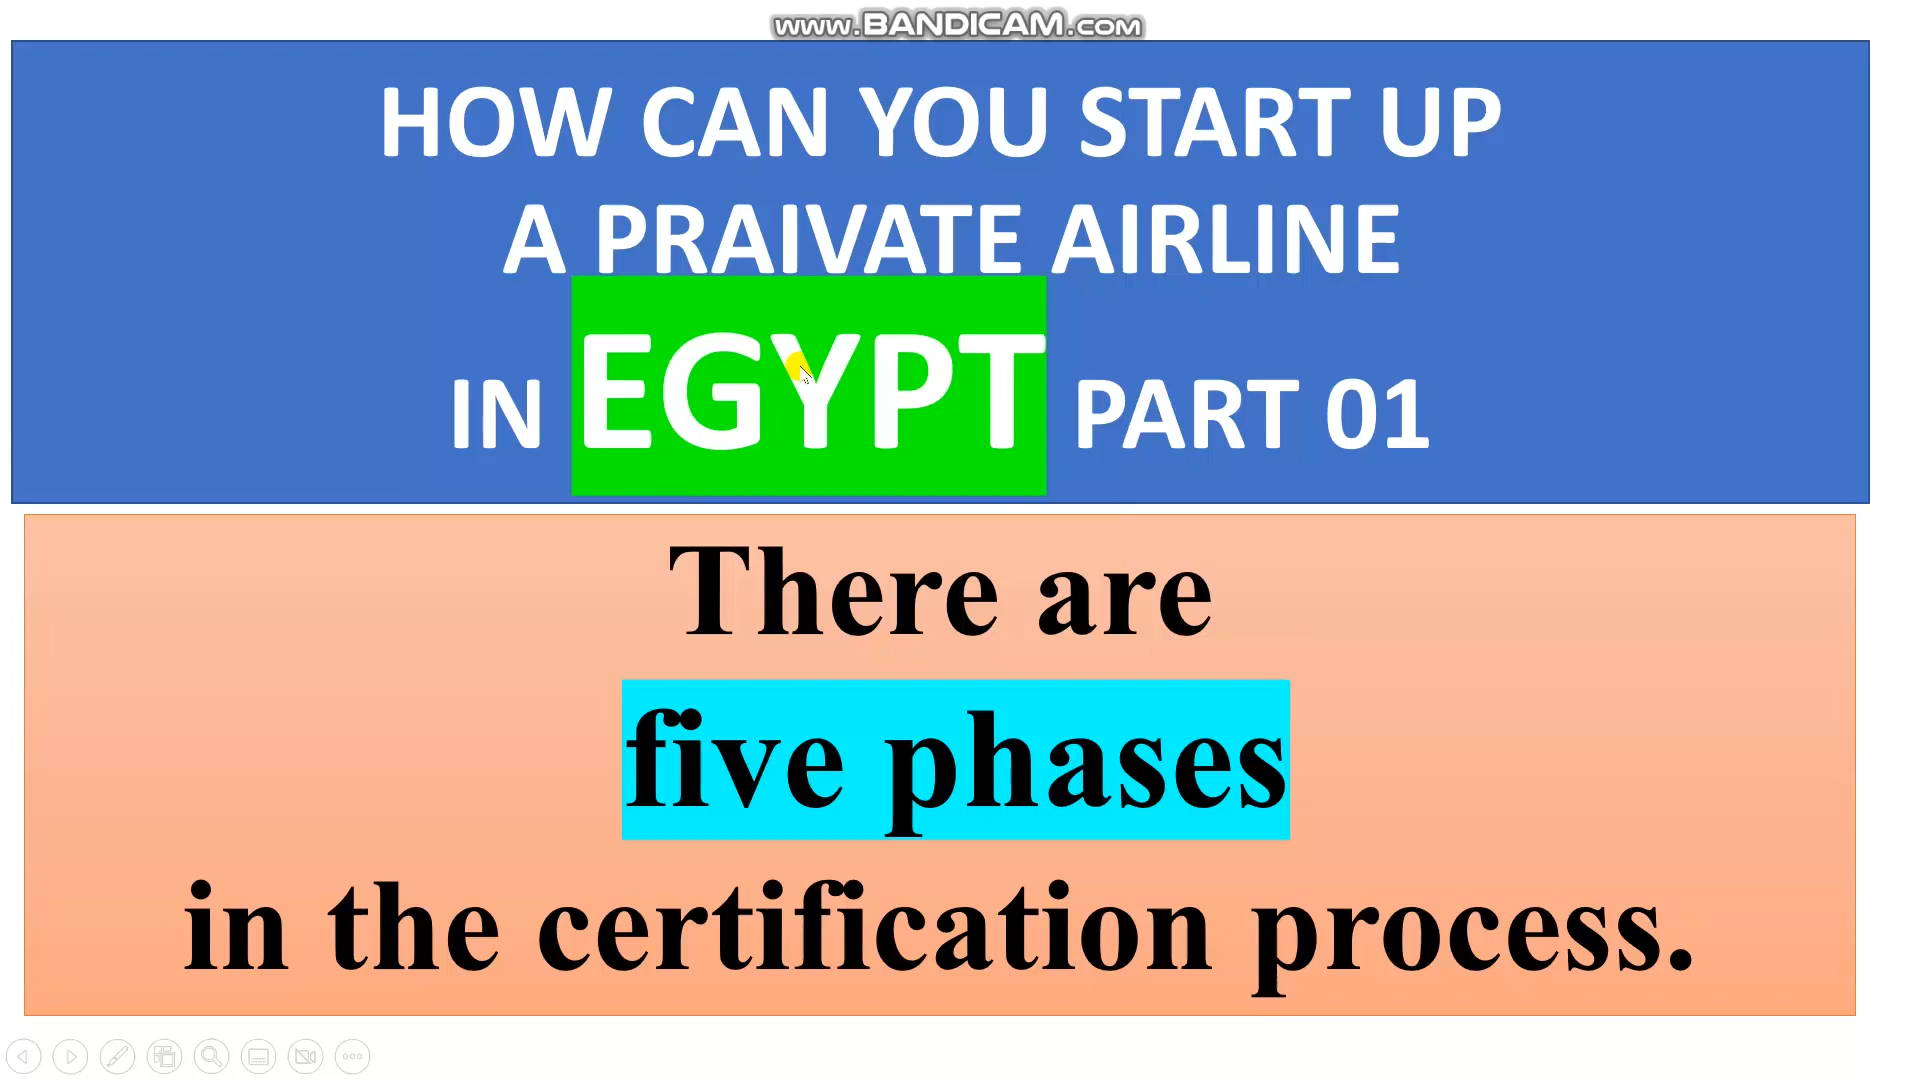 www.BANDICAM.com
HOW CAN YOU START UP
A PRAIVATE AIRLINE
IN EGYPT PART 01
There are
five phases
in the certification process.